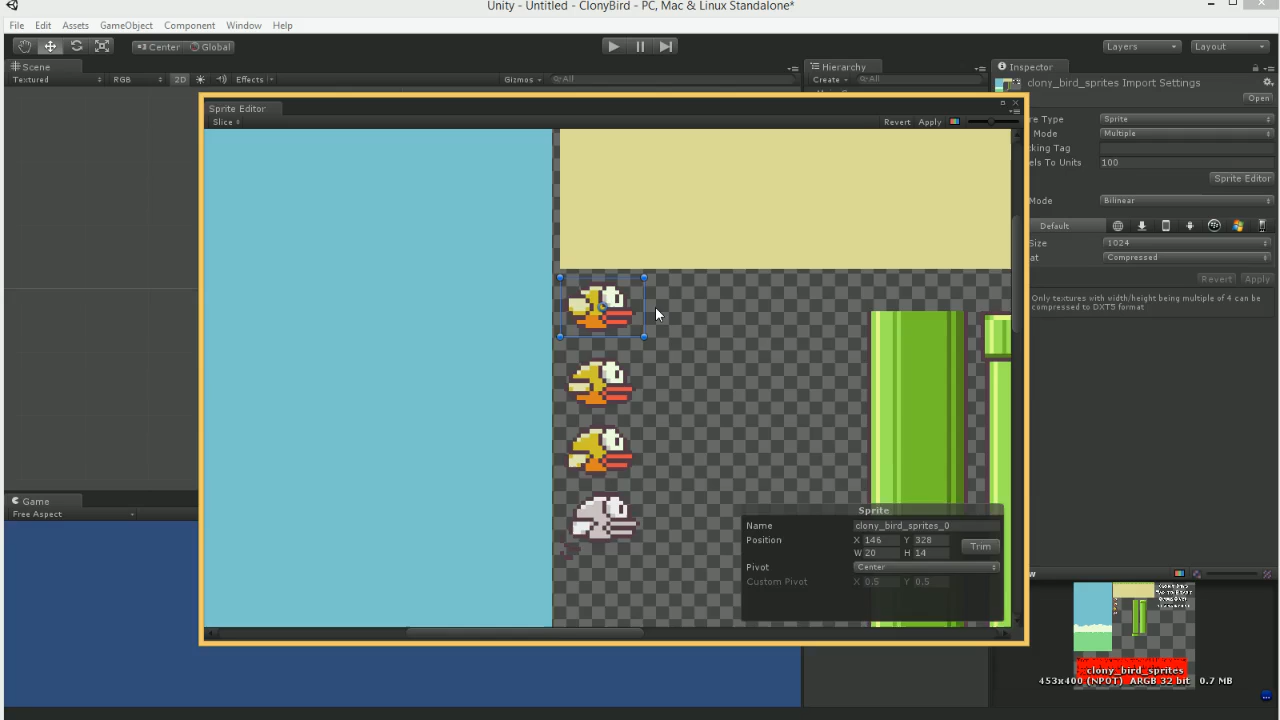 Unity - Untitled - ClonyBird - PC, Mac & Linux Standalone*
File Edit Assets GameObject Component Window Help
Center Global Layers Layout
Scene Hierarchy Inspector
Textured RGB 2D Effects Gizmos All Create All
clony_bird_sprites Import Settings
Open
Sprite Editor
Slice Revert Apply
re Type Sprite
Mode Multiple
cking Tag
els To Units 100
Sprite Editor
Mode Bilinear
Default
Size 1024
at Compressed
Revert Apply
Only textures with width/height being multiple of 4 can be
compressed to DXT5 format
Game
Free Aspect
Sprite
Name clony_bird_sprites_0
Position X 146 Y 328
W 20 H 14 Trim
Pivot Center
Custom Pivot X 0.5 Y 0.5
clony_bird_sprites
453x400 (NPOT) ARGB 32 bit 0.7 MB